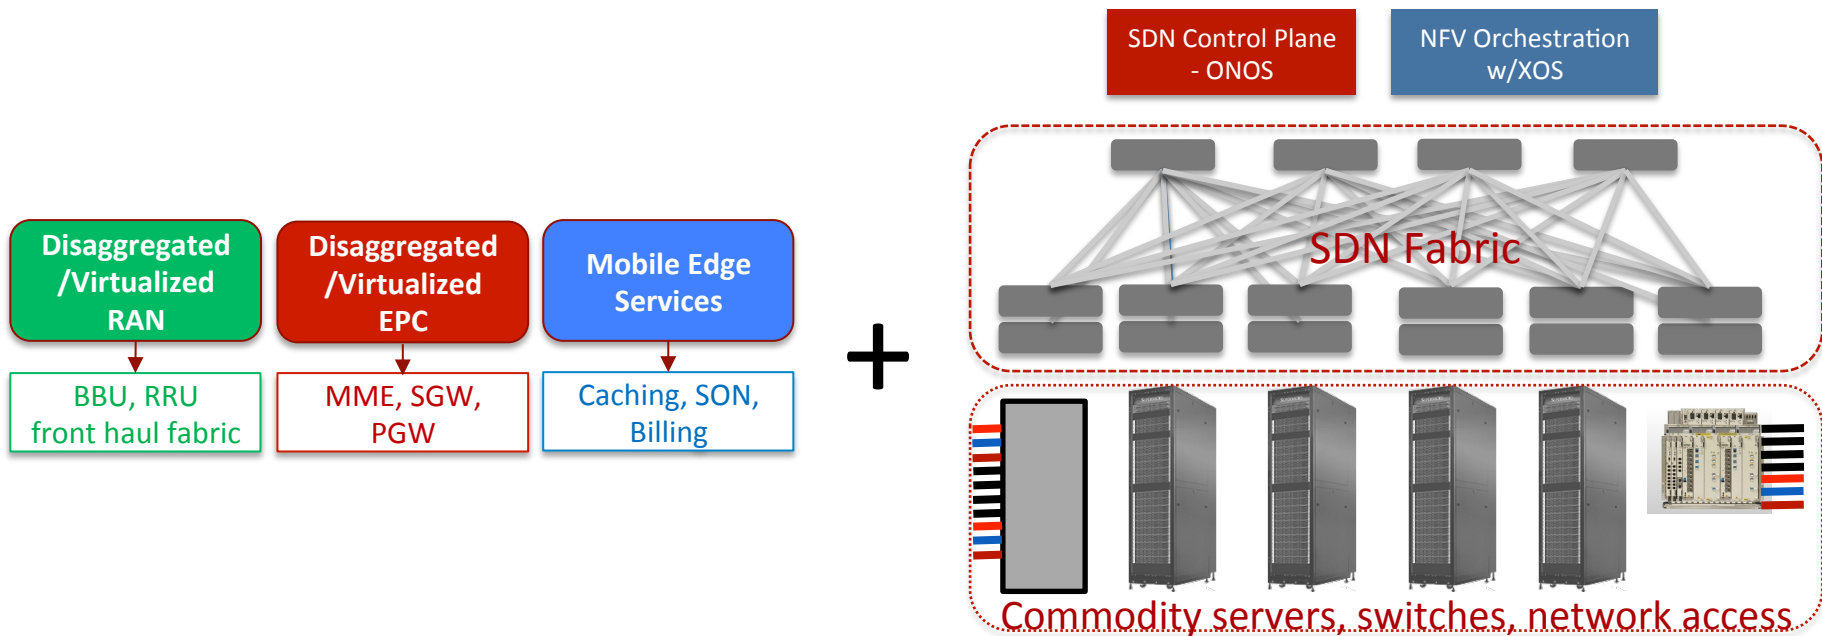 SDN Control Plane
- ONOS
NFV Orchestration
w/XOS
Disaggregated
/Virtualized
RAN
Disaggregated
/Virtualized
EPC
Mobile Edge
Services
BBU, RRU
front haul fabric
MME, SGW,
PGW
Caching, SON,
Billing
+
SDN Fabric
Commodity servers, switches, network access